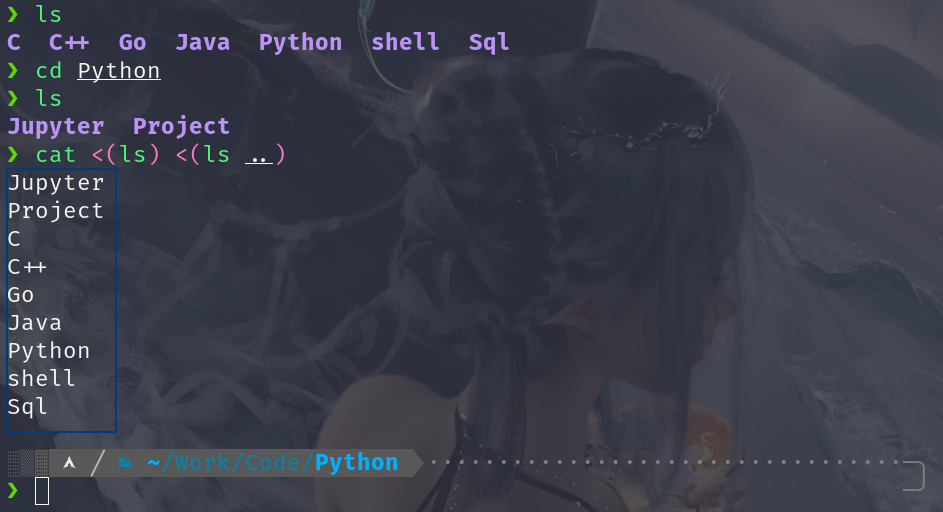 ❯ ls
C  C++  Go  Java  Python  shell  Sql
❯ cd Python
❯ ls
Jupyter  Project
❯ cat <(ls) <(ls ..)
Jupyter
Project
C
C++
Go
Java
Python
shell
Sql
~/Work/Code/Python
❯